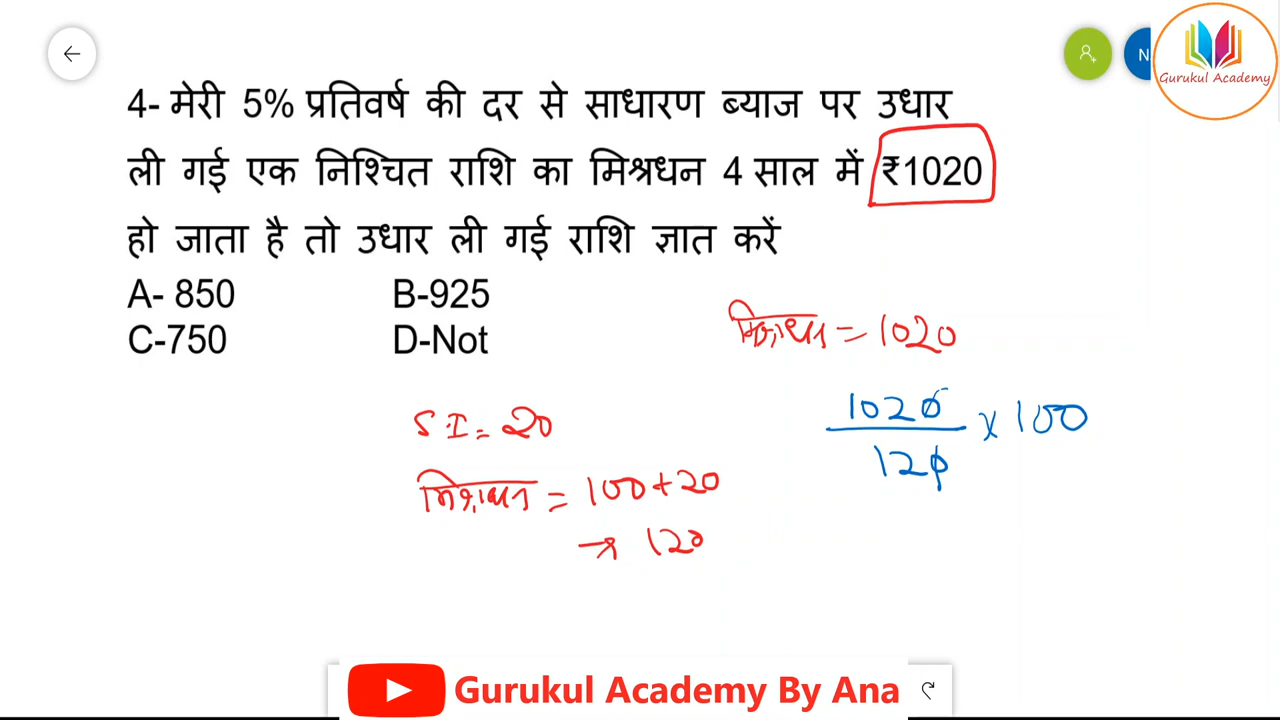 N
Gurukul Academy
4- मेरी 5% प्रतिवर्ष की दर से साधारण ब्याज पर उधार
ली गई एक निश्चित राशि का मिश्रधन 4 साल में ₹1020
हो जाता है तो उधार ली गई राशि ज्ञात करें
A- 850 B-925
C-750 D-Not
मिश्रधन = 1020
1020
120
× 100
S.I = 20
मिश्रधन = 100 + 20
→ 120
Gurukul Academy By Ana